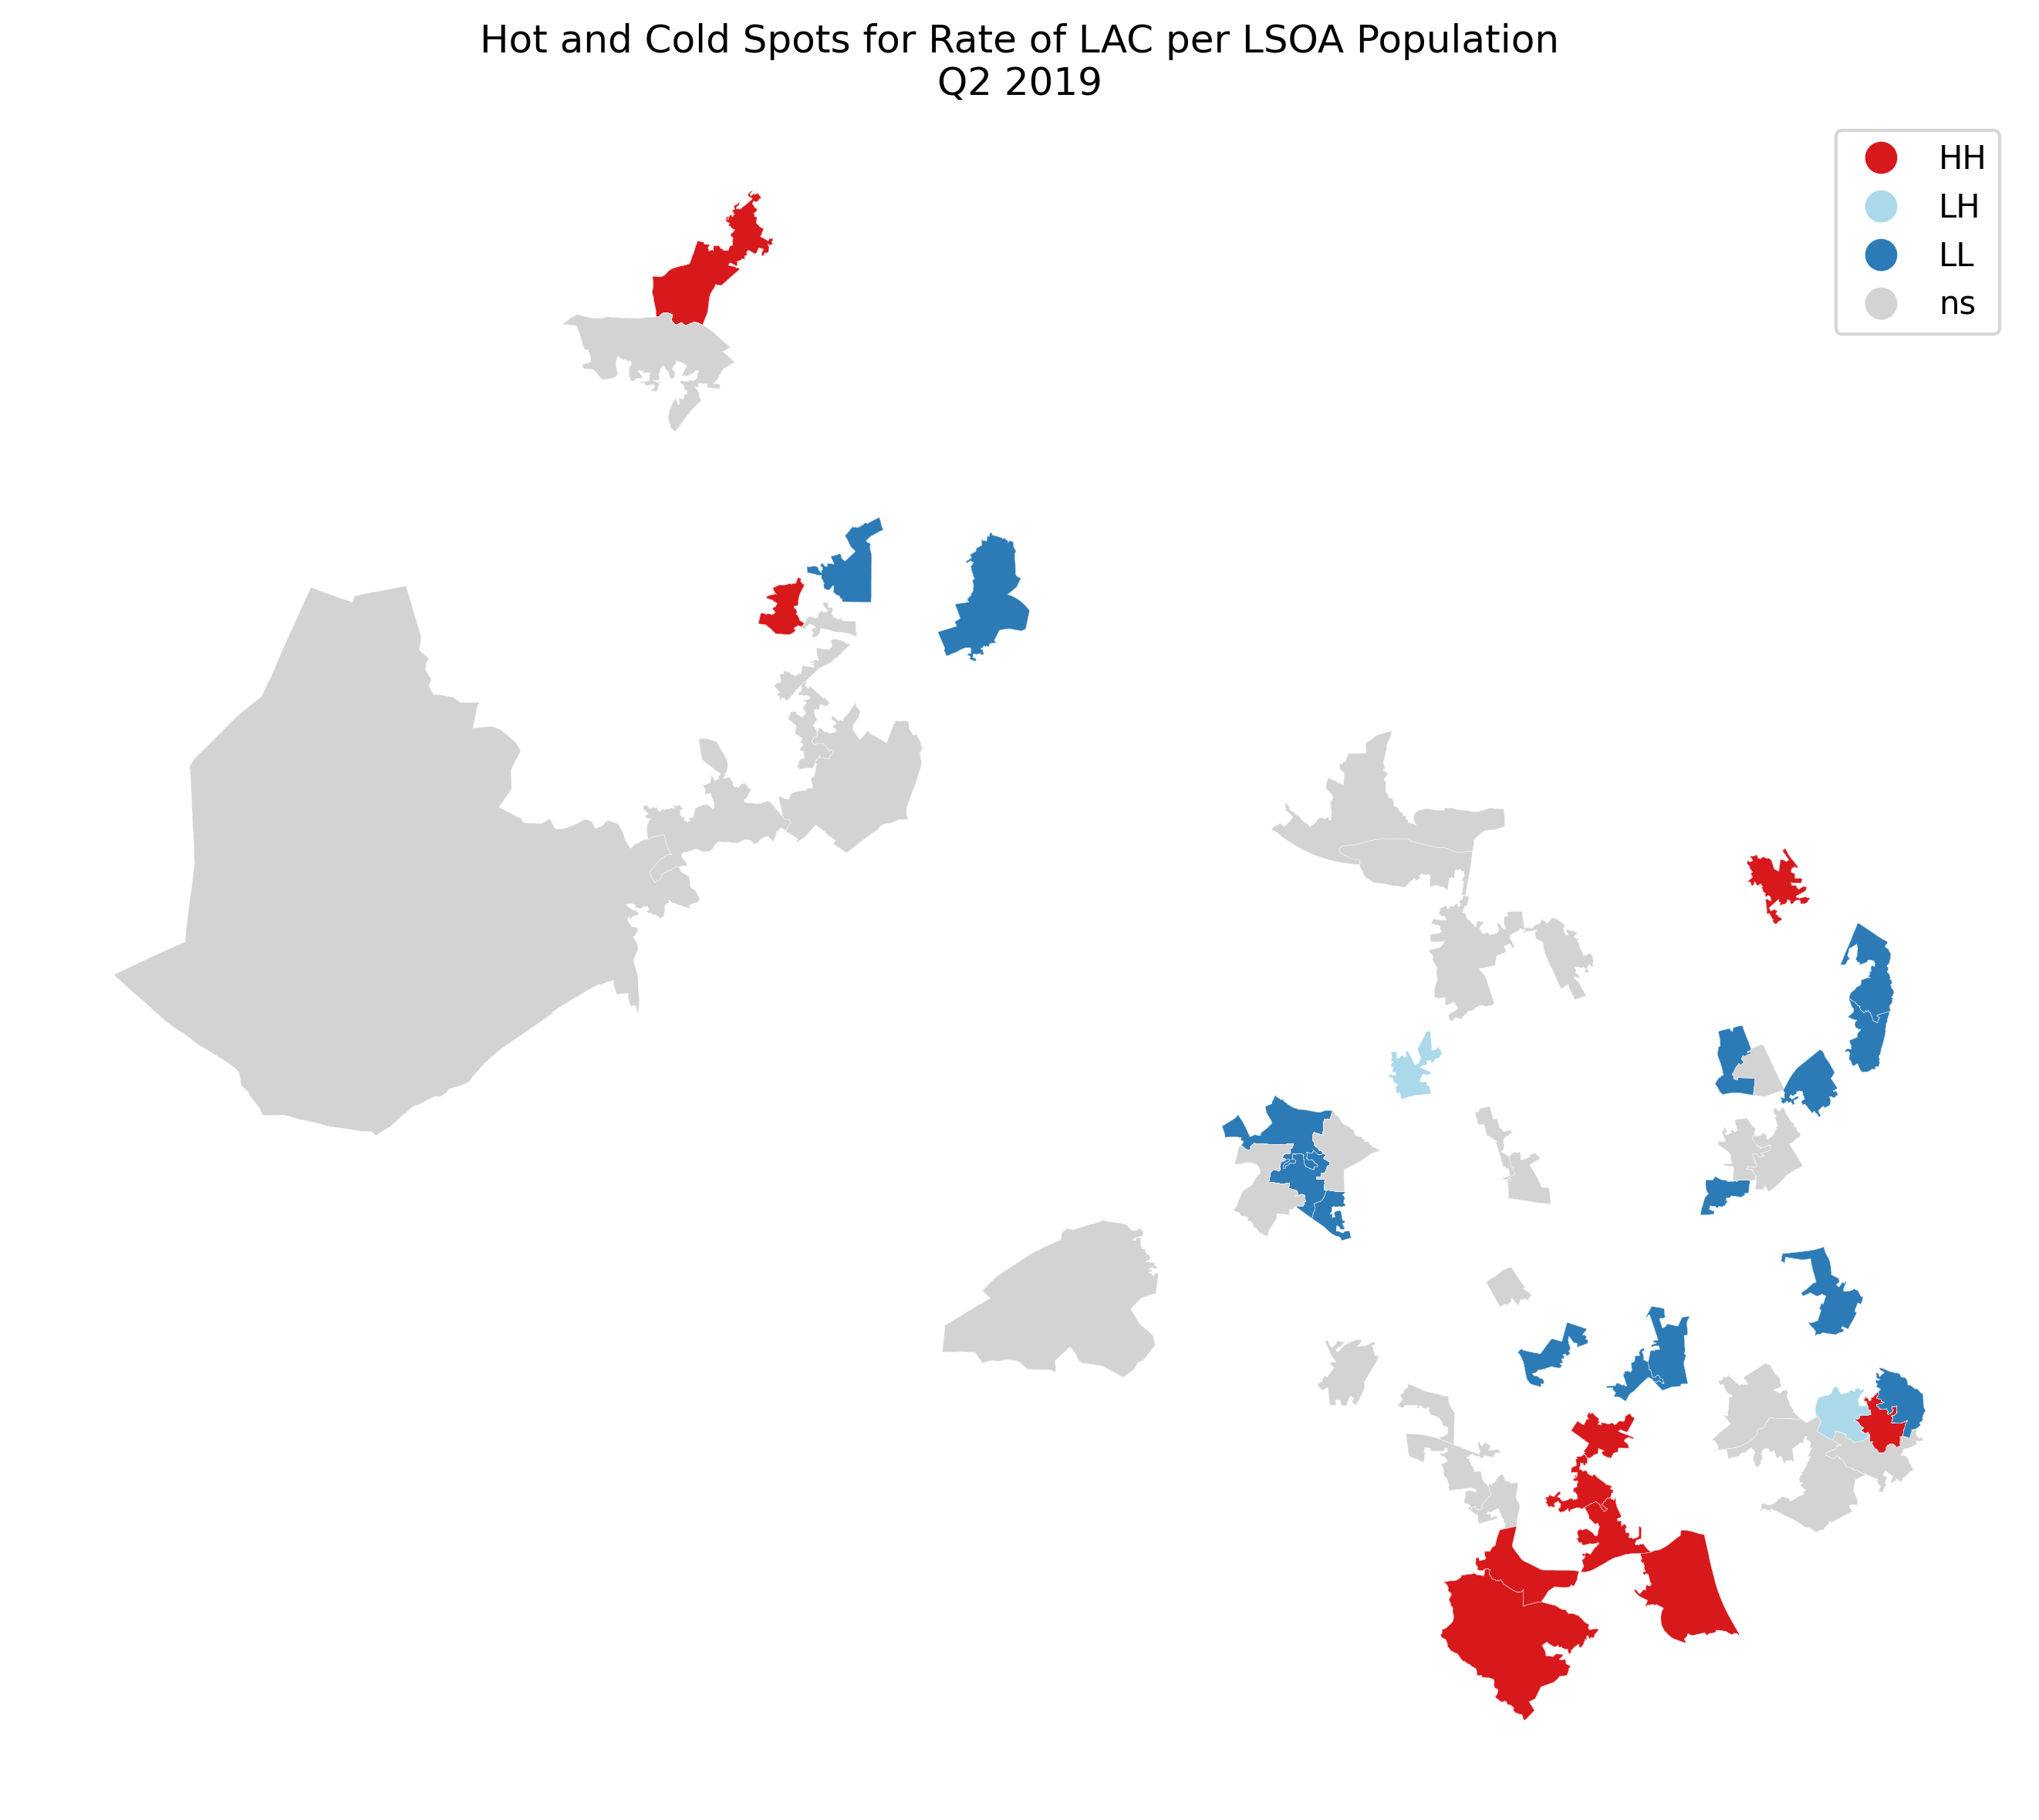 Hot and Cold Spots for Rate of LAC per LSOA Population
Q2 2019
HH
LH
LL
ns